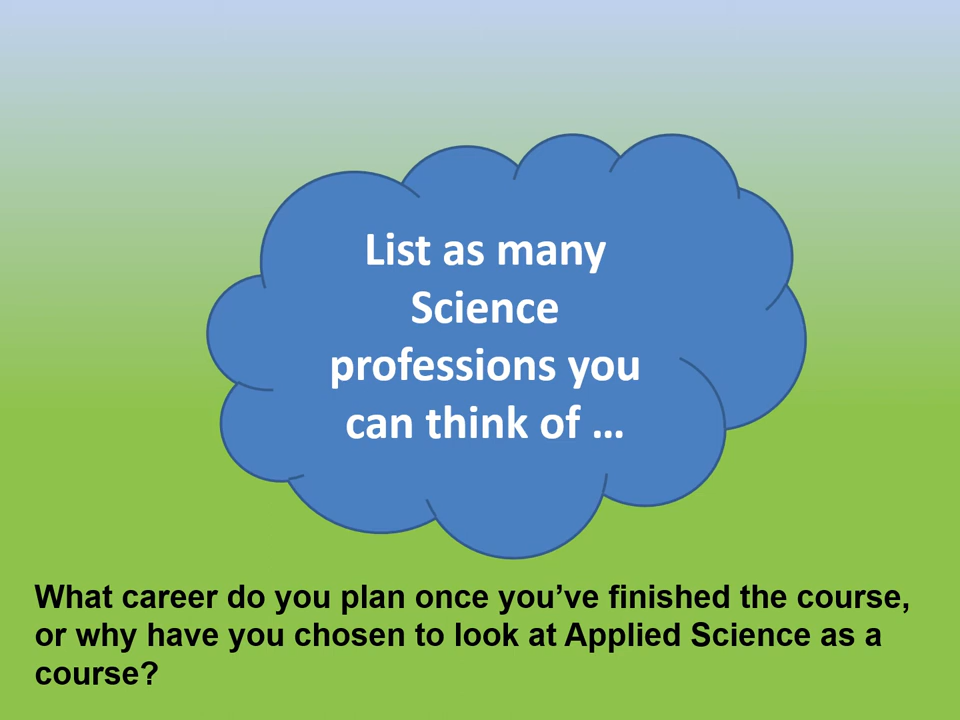 List as many
Science
professions you
can think of ...
What career do you plan once you’ve finished the course,
or why have you chosen to look at Applied Science as a
course?